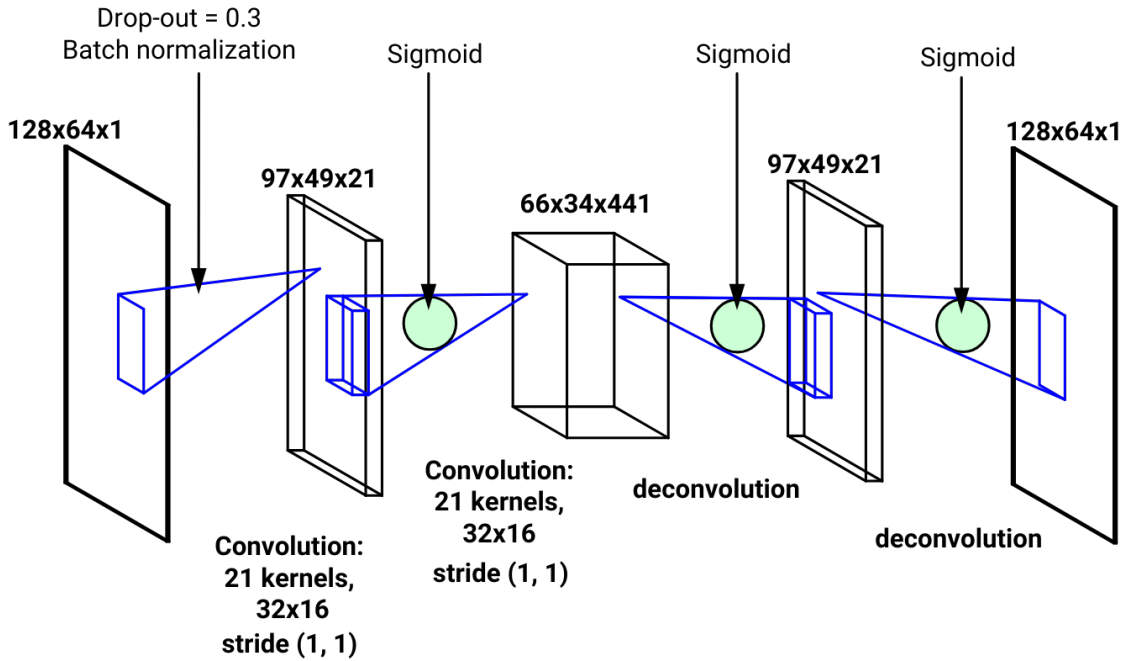 Drop-out = 0.3
Batch normalization
Sigmoid
Sigmoid
Sigmoid
128x64x1
97x49x21
66x34x441
97x49x21
128x64x1
Convolution:
21 kernels,
32x16
stride (1, 1)
Convolution:
21 kernels,
32x16
stride (1, 1)
deconvolution
deconvolution